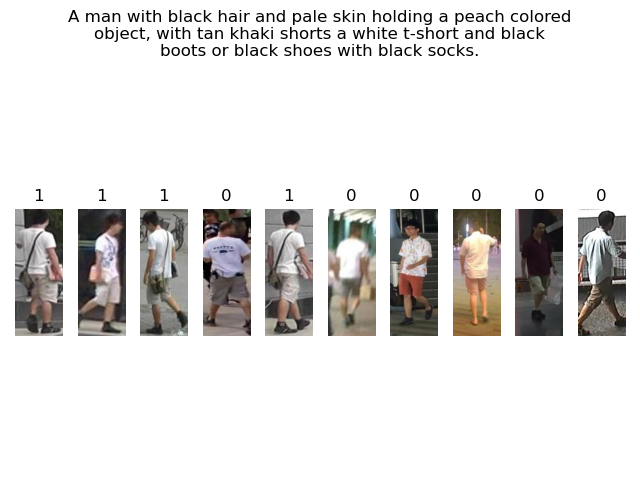 A man with black hair and pale skin holding a peach colored
object, with tan khaki shorts a white t-short and black
boots or black shoes with black socks.
1 1 1 0 1 0 0 0 0 0